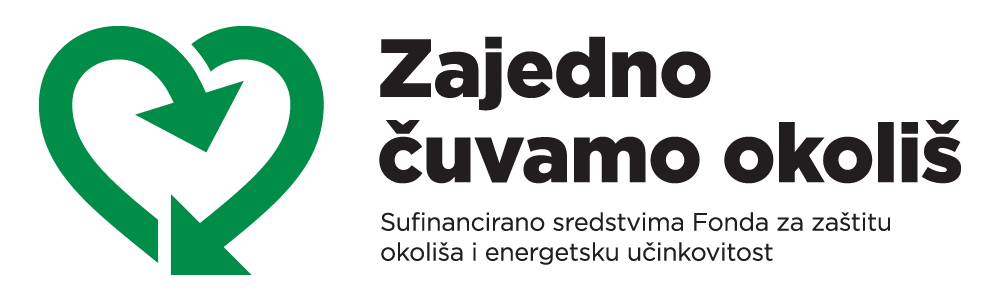 Zajedno
čuvamo okoliš
Sufinancirano sredstvima Fonda za zaštitu
okoliša i energetsku učinkovitost